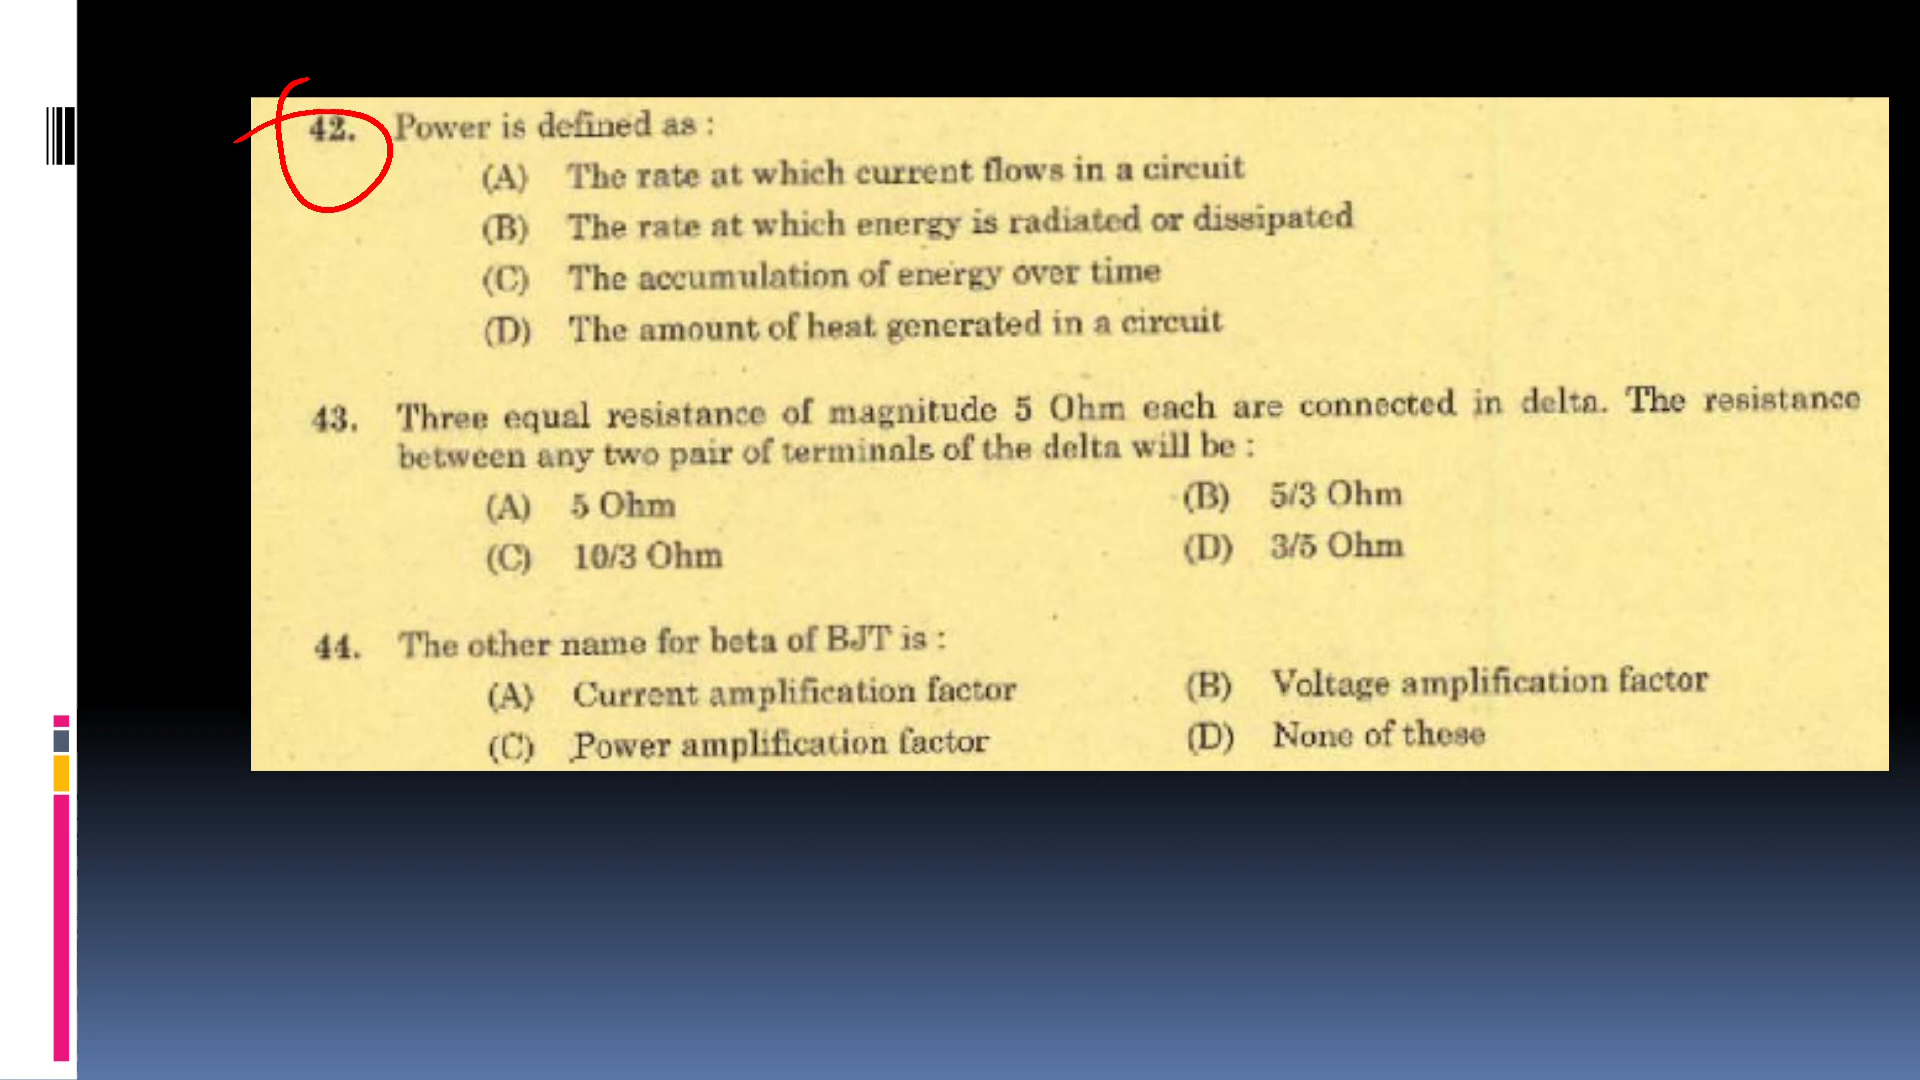 42. Power is defined as :
(A) The rate at which current flows in a circuit
(B) The rate at which energy is radiated or dissipated
(C) The accumulation of energy over time
(D) The amount of heat generated in a circuit
43. Three equal resistance of magnitude 5 Ohm each are connected in delta. The resistance
between any two pair of terminals of the delta will be :
(A) 5 Ohm (B) 5/3 Ohm
(C) 10/3 Ohm (D) 3/5 Ohm
44. The other name for beta of BJT is :
(A) Current amplification factor (B) Voltage amplification factor
(C) Power amplification factor (D) None of these